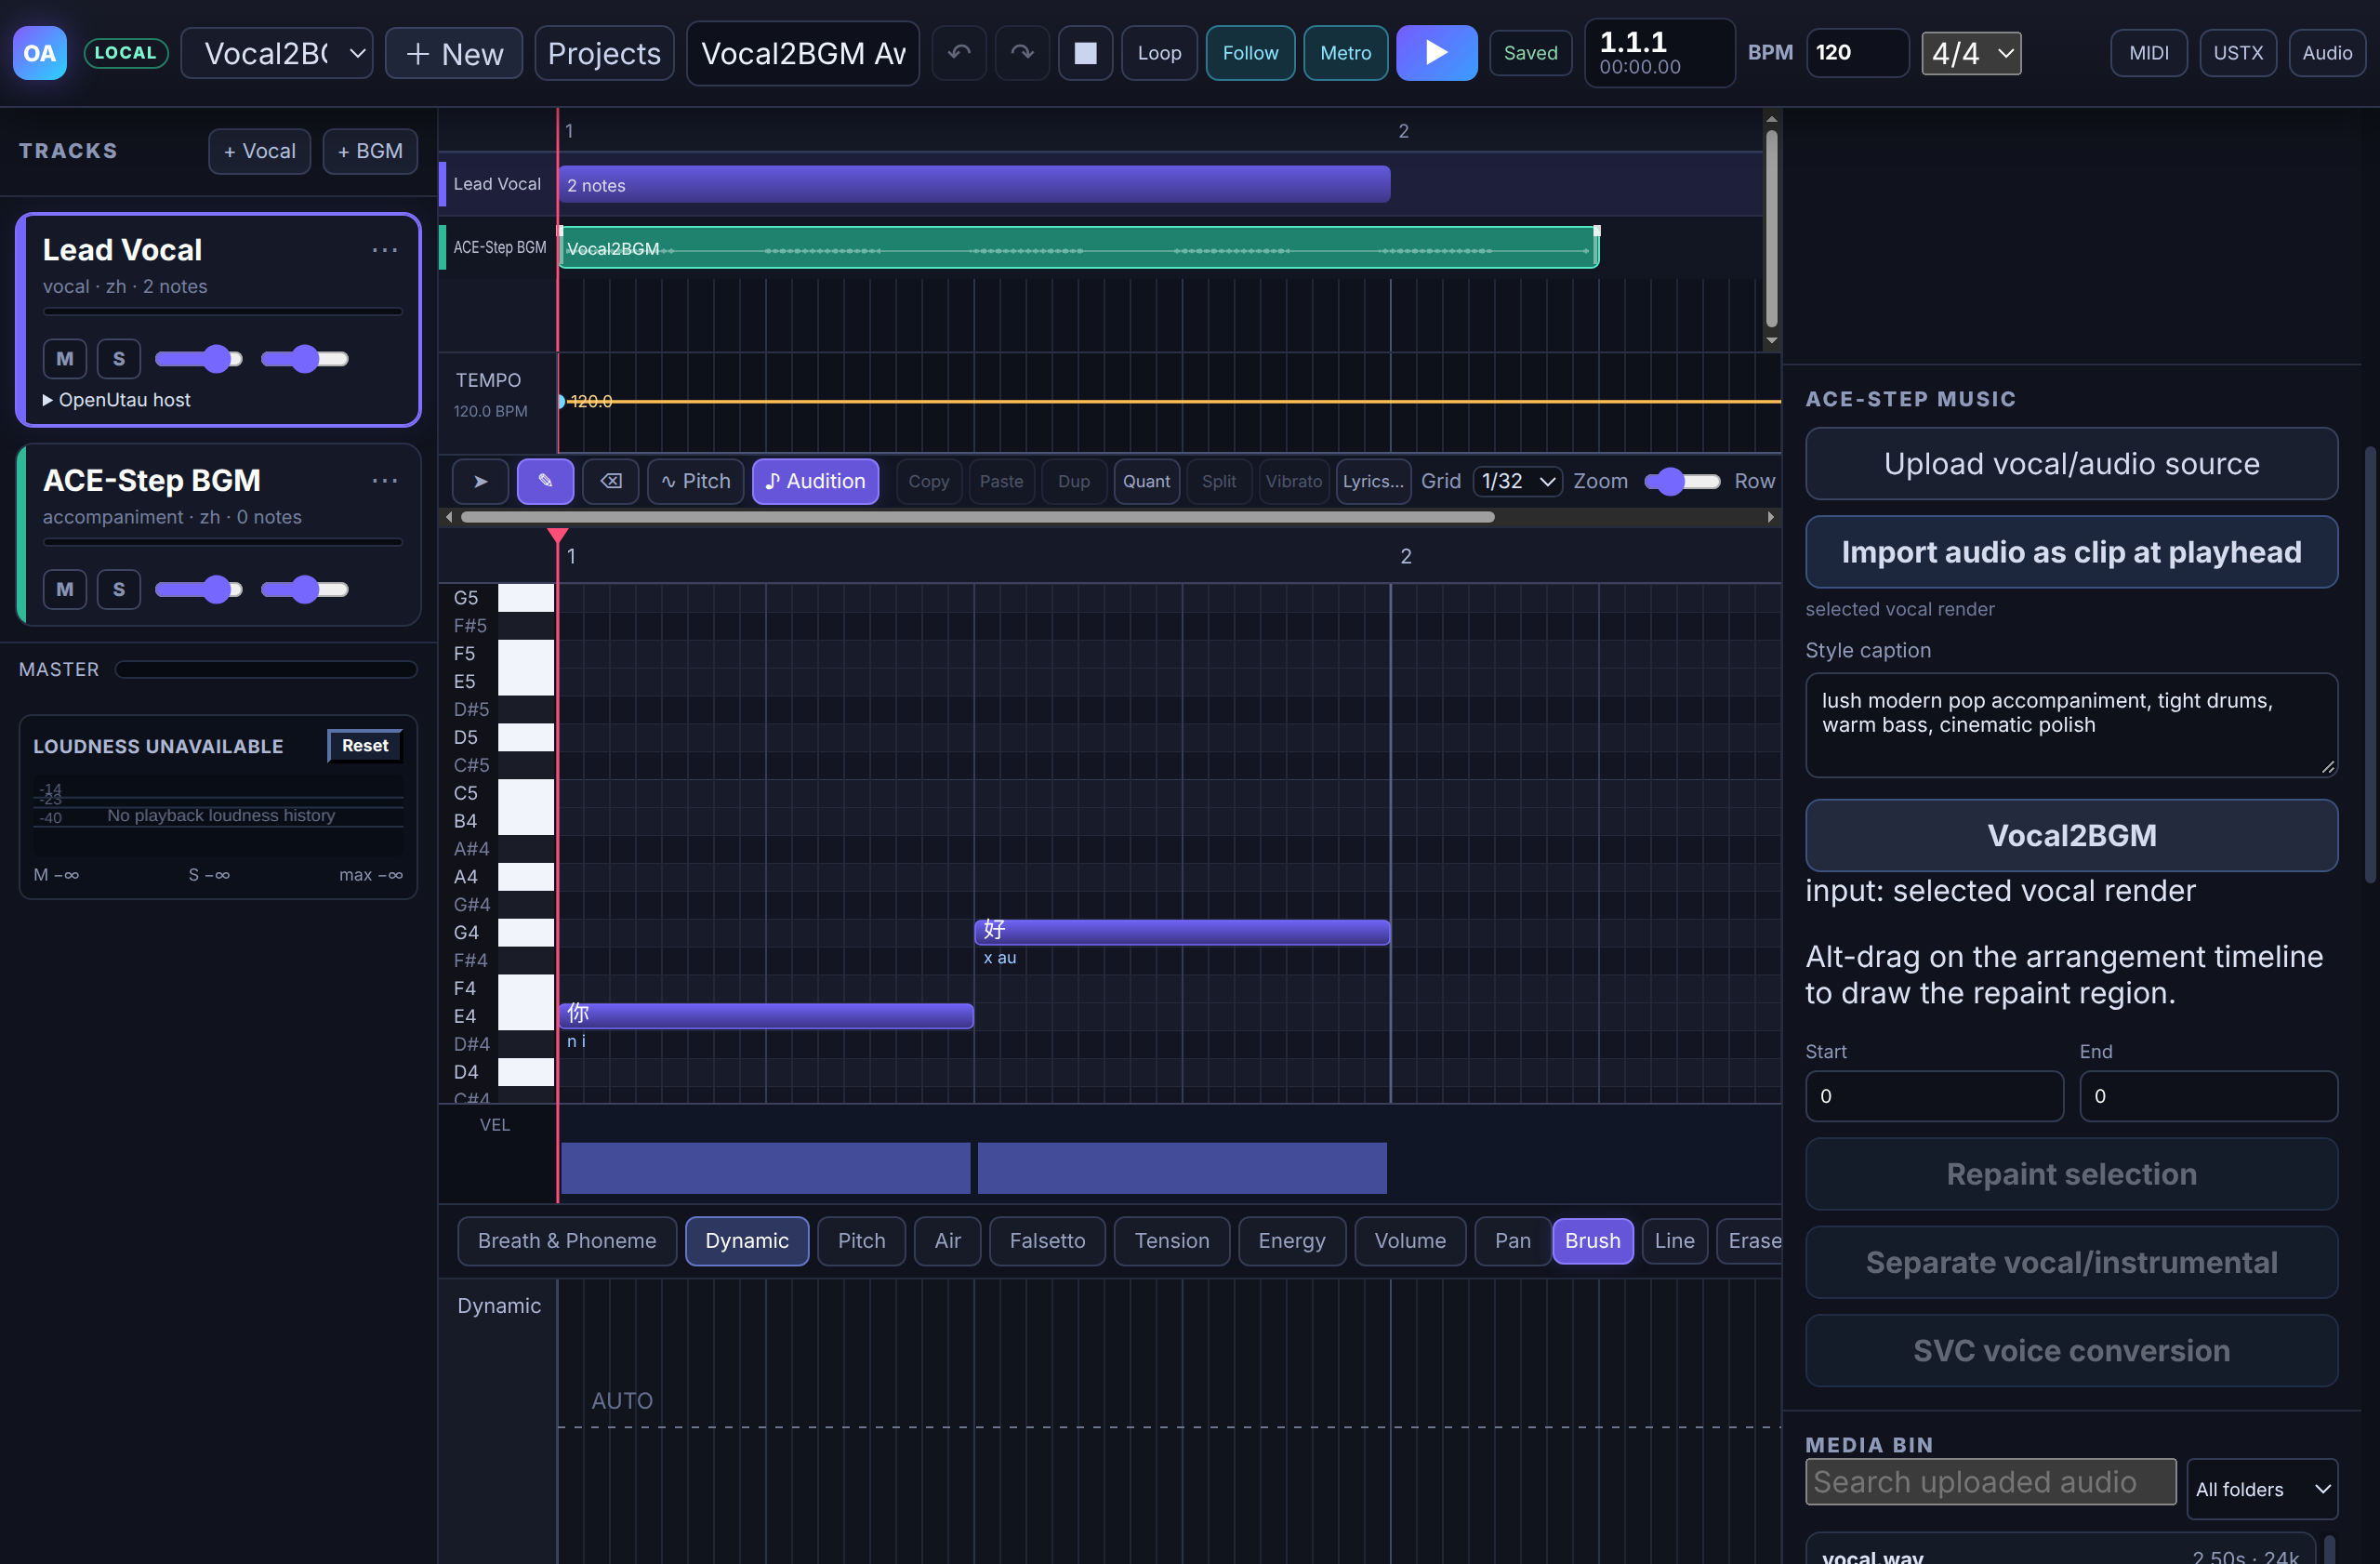 OA LOCAL Vocal2BG + New Projects Vocal2BGM Aw Loop Follow Metro Saved 1.1.1 BPM 120 4/4 MIDI USTX Audio
00:00.00
TRACKS + Vocal + BGM
Lead Vocal ...
vocal · zh · 2 notes
M S
OpenUtau host
ACE-Step BGM ...
accompaniment · zh · 0 notes
M S
MASTER
LOUDNESS UNAVAILABLE Reset
-14
-23
-40 No playback loudness history
M -∞ S -∞ max -∞
1 2
Lead Vocal 2 notes
ACE-Step BGM Vocal2BGM
TEMPO
120.0 BPM 120.0
Pitch Audition Copy Paste Dup Quant Split Vibrato Lyrics... Grid 1/32 Zoom Row
1 2
G5
F#5
F5
E5
D#5
D5
C#5
C5
B4
A#4
A4
G#4
G4 好
F#4 x au
F4
E4 你
D#4 n i
D4
C#4
VEL
Breath & Phoneme Dynamic Pitch Air Falsetto Tension Energy Volume Pan Brush Line Erase
Dynamic
AUTO
ACE-STEP MUSIC
Upload vocal/audio source
Import audio as clip at playhead
selected vocal render
Style caption
lush modern pop accompaniment, tight drums,
warm bass, cinematic polish
Vocal2BGM
input: selected vocal render
Alt-drag on the arrangement timeline
to draw the repaint region.
Start End
0 0
Repaint selection
Separate vocal/instrumental
SVC voice conversion
MEDIA BIN
Search uploaded audio All folders
vocal.wav 2.50s · 24k